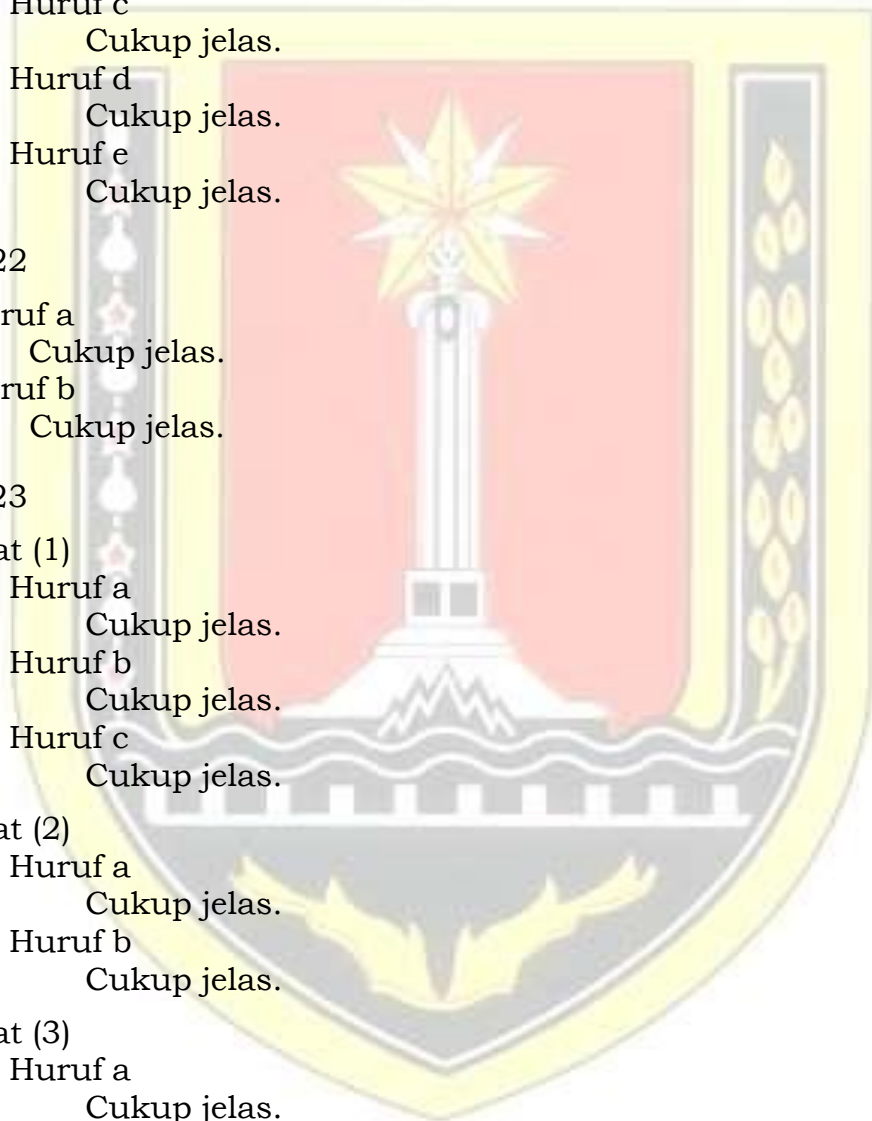 Huruf c
Cukup jelas.
Huruf d
Cukup jelas.
Huruf e
Cukup jelas.
22
ruf a
Cukup jelas.
ruf b
Cukup jelas.
23
at (1)
Huruf a
Cukup jelas.
Huruf b
Cukup jelas.
Huruf c
Cukup jelas.
at (2)
Huruf a
Cukup jelas.
Huruf b
Cukup jelas.
at (3)
Huruf a
Cukup jelas.